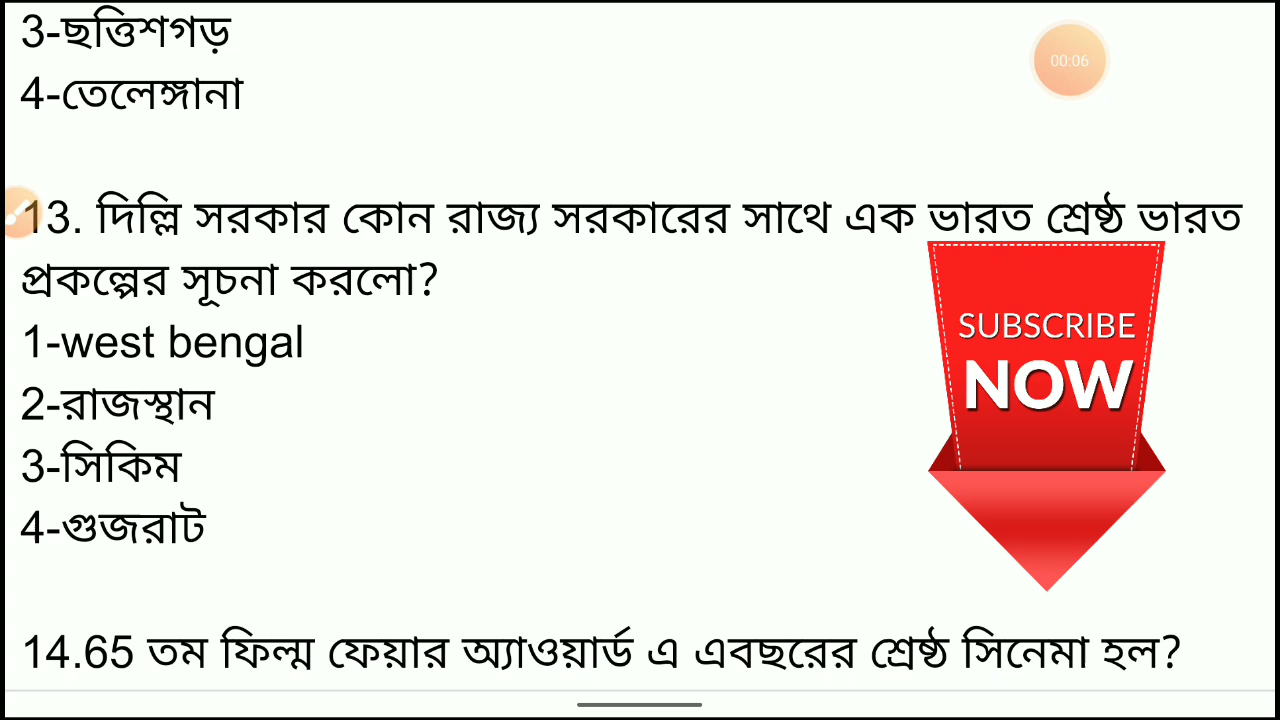 3-ছত্তিশগড়
4-তেলেঙ্গানা
00:06
13. দিল্লি সরকার কোন রাজ্য সরকারের সাথে এক ভারত শ্রেষ্ঠ ভারত
প্রকল্পের সূচনা করলো?
1-west bengal
2-রাজস্থান
3-সিকিম
4-গুজরাট
SUBSCRIBE
NOW
14.65 তম ফিল্ম ফেয়ার অ্যাওয়ার্ড এ এবছরের শ্রেষ্ঠ সিনেমা হল?